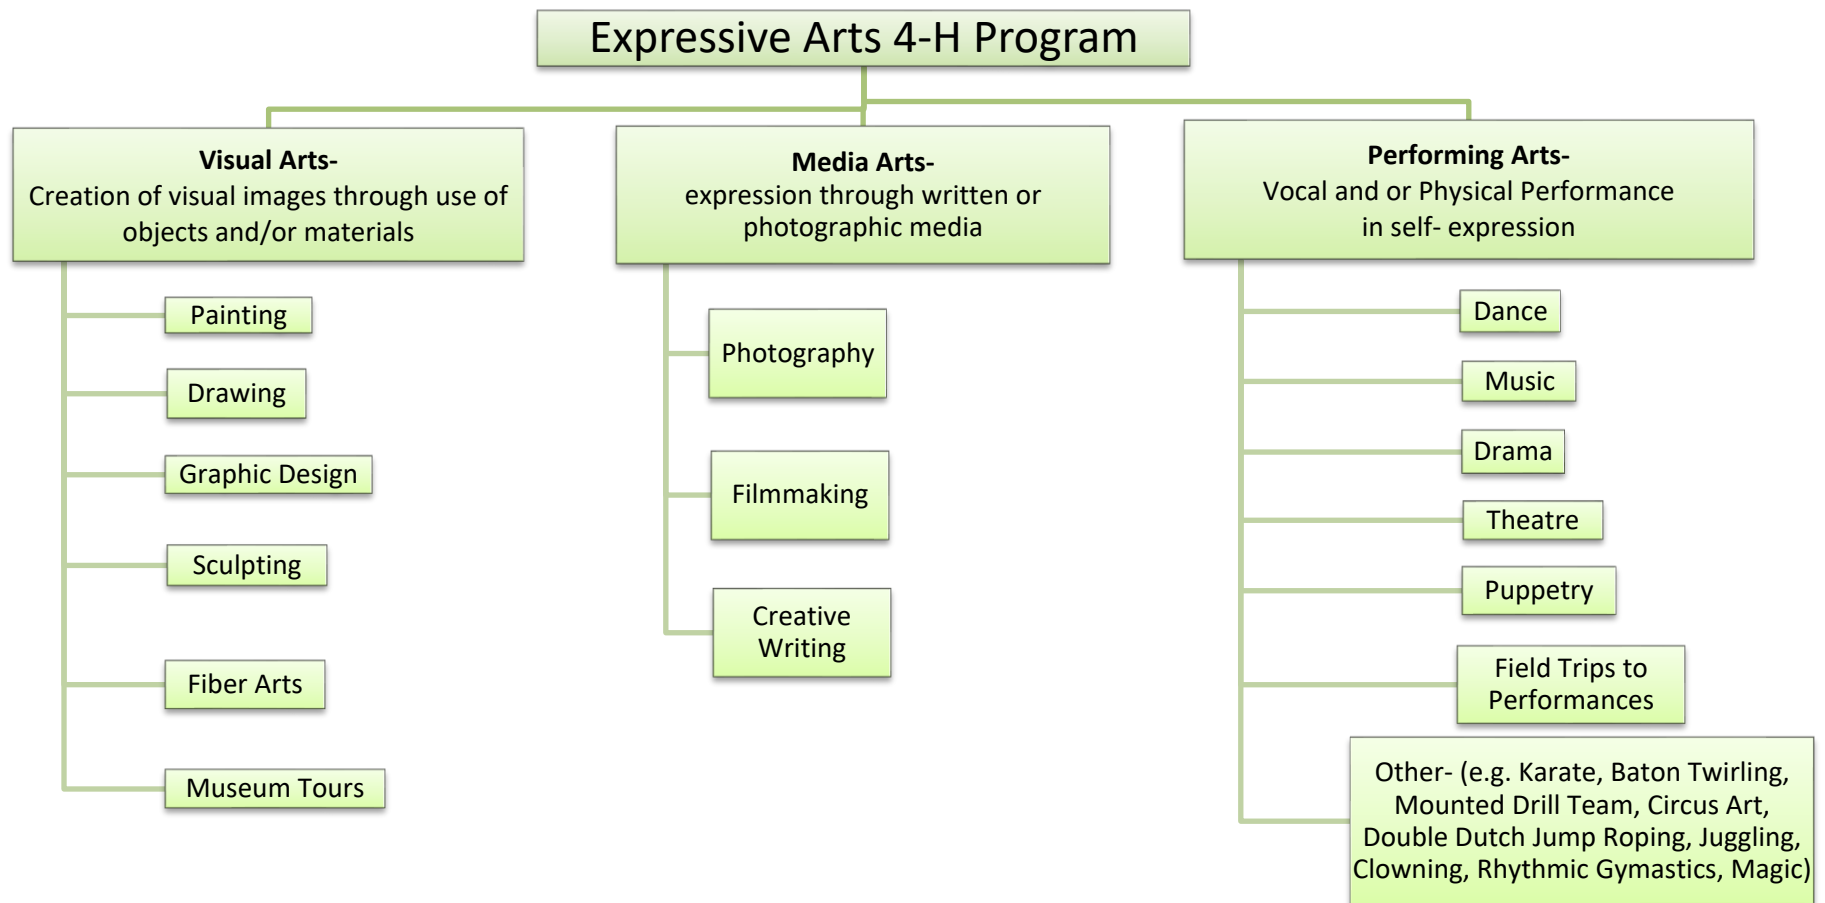 Expressive Arts 4-H Program
Visual Arts-
Creation of visual images through use of
objects and/or materials
Painting
Drawing
Graphic Design
Sculpting
Fiber Arts
Museum Tours
Media Arts-
expression through written or
photographic media
Photography
Filmmaking
Creative
Writing
Performing Arts-
Vocal and or Physical Performance
in self- expression
Dance
Music
Drama
Theatre
Puppetry
Field Trips to
Performances
Other- (e.g. Karate, Baton Twirling,
Mounted Drill Team, Circus Art,
Double Dutch Jump Roping, Juggling,
Clowning, Rhythmic Gymastics, Magic)